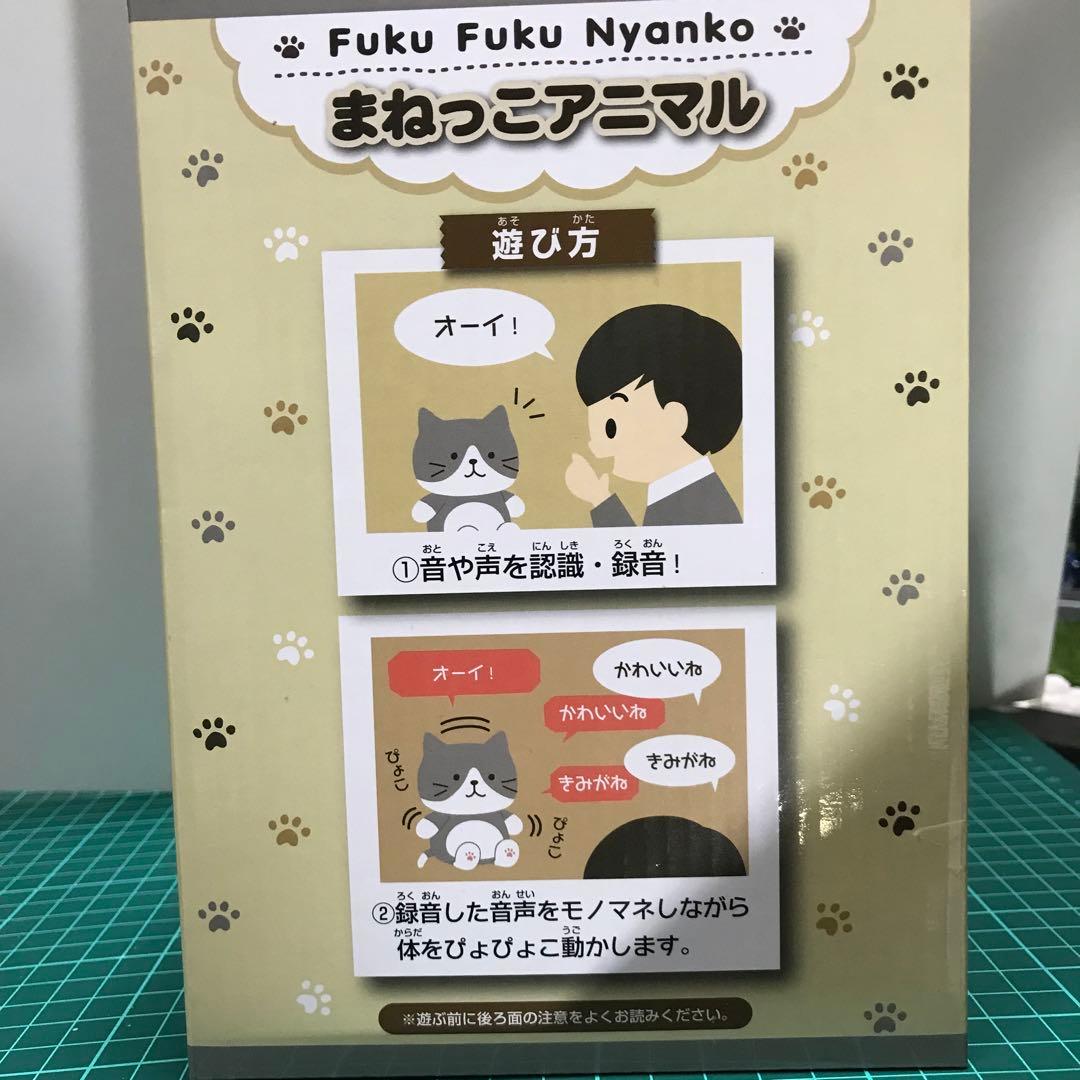 Fuku Fuku Nyanko
まねっこアニマル
あそ かた
遊び方
オーイ!
おと こえ にん しき ろく おん
①音や声を認識・録音!
オーイ!
かわいいね
かわいいね
きみがね
きみがね
ぴょこ
ぴょこ
ろく おん おん せい
②録音した音声をモノマネしながら
からだ うご
体をぴょぴょこ動かします。
※遊ぶ前に後ろ面の注意をよくお読みください。